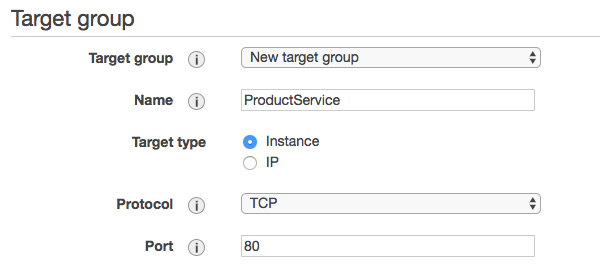 Target group
Target group i New target group
Name i ProductService
Target type Instance
IP
Protocol i TCP
Port i 80